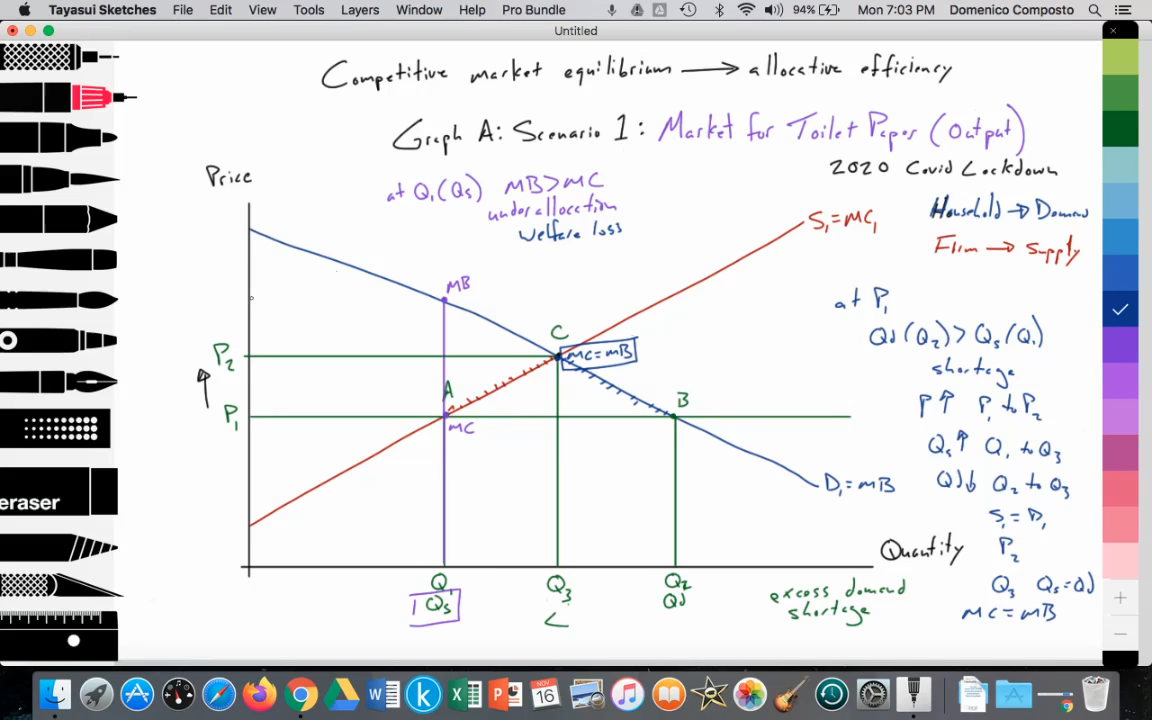 Tayasui Sketches File Edit View Tools Layers Window Help Pro Bundle 94% Mon 7:03 PM Domenico Composto
Untitled
Competitive market equilibrium → allocative efficiency
Graph A: Scenario 1: Market for Toilet Paper (Output)
2020 Covid Lockdown
Price
at Q1 (Qs) MB > MC
underallocation
welfare loss
Household → Demand
Firm → Supply
S1 = MC1
MB
at P1
Qd (Q2) > Qs (Q1)
shortage
C
MC = MB
P2
A
B
P1
MC
P↑ P1 to P2
Qs↑ Q1 to Q3
Qd↓ Q2 to Q3
D1 = MB
S1 = D1
Quantity
P2
Q Q3 Q2
Qs Qd
excess demand
shortage
Q3 Qs = Qd
MC = MB
eraser
NOV
16